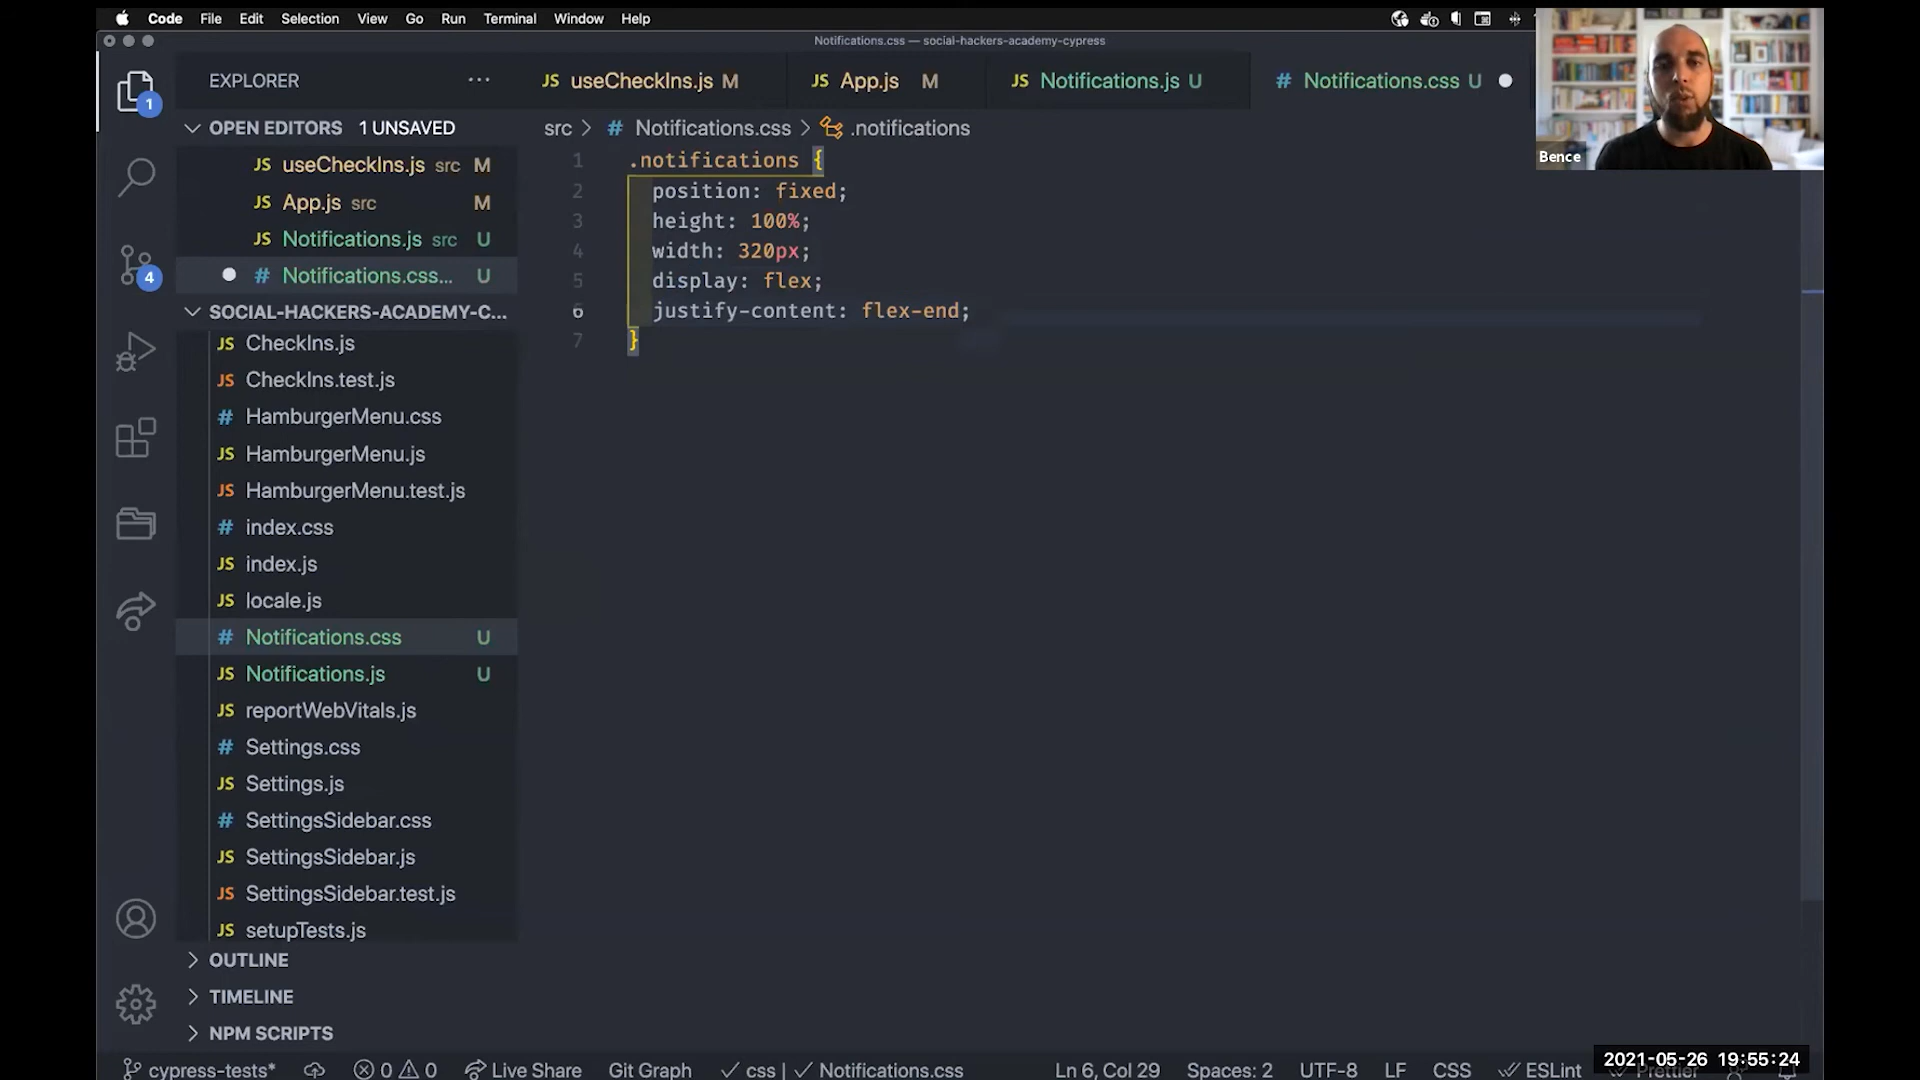 Code File Edit Selection View Go Run Terminal Window Help
Notifications.css — social-hackers-academy-cypress
EXPLORER ···
JS useCheckIns.js M
JS App.js M
JS Notifications.js U
# Notifications.css U
Bence
1
4
OPEN EDITORS 1 UNSAVED
JS useCheckIns.js src M
JS App.js src M
JS Notifications.js src U
# Notifications.css... U
SOCIAL-HACKERS-ACADEMY-C...
JS CheckIns.js
JS CheckIns.test.js
# HamburgerMenu.css
JS HamburgerMenu.js
JS HamburgerMenu.test.js
# index.css
JS index.js
JS locale.js
# Notifications.css U
JS Notifications.js U
JS reportWebVitals.js
# Settings.css
JS Settings.js
# SettingsSidebar.css
JS SettingsSidebar.js
JS SettingsSidebar.test.js
JS setupTests.js
OUTLINE
TIMELINE
NPM SCRIPTS
src > # Notifications.css > .notifications
1 .notifications {
2 position: fixed;
3 height: 100%;
4 width: 320px;
5 display: flex;
6 justify-content: flex-end;
7 }
cypress-tests* 0 0 Live Share Git Graph css | Notifications.css Ln 6, Col 29 Spaces: 2 UTF-8 LF CSS ESLint Prettier
2021-05-26 19:55:24